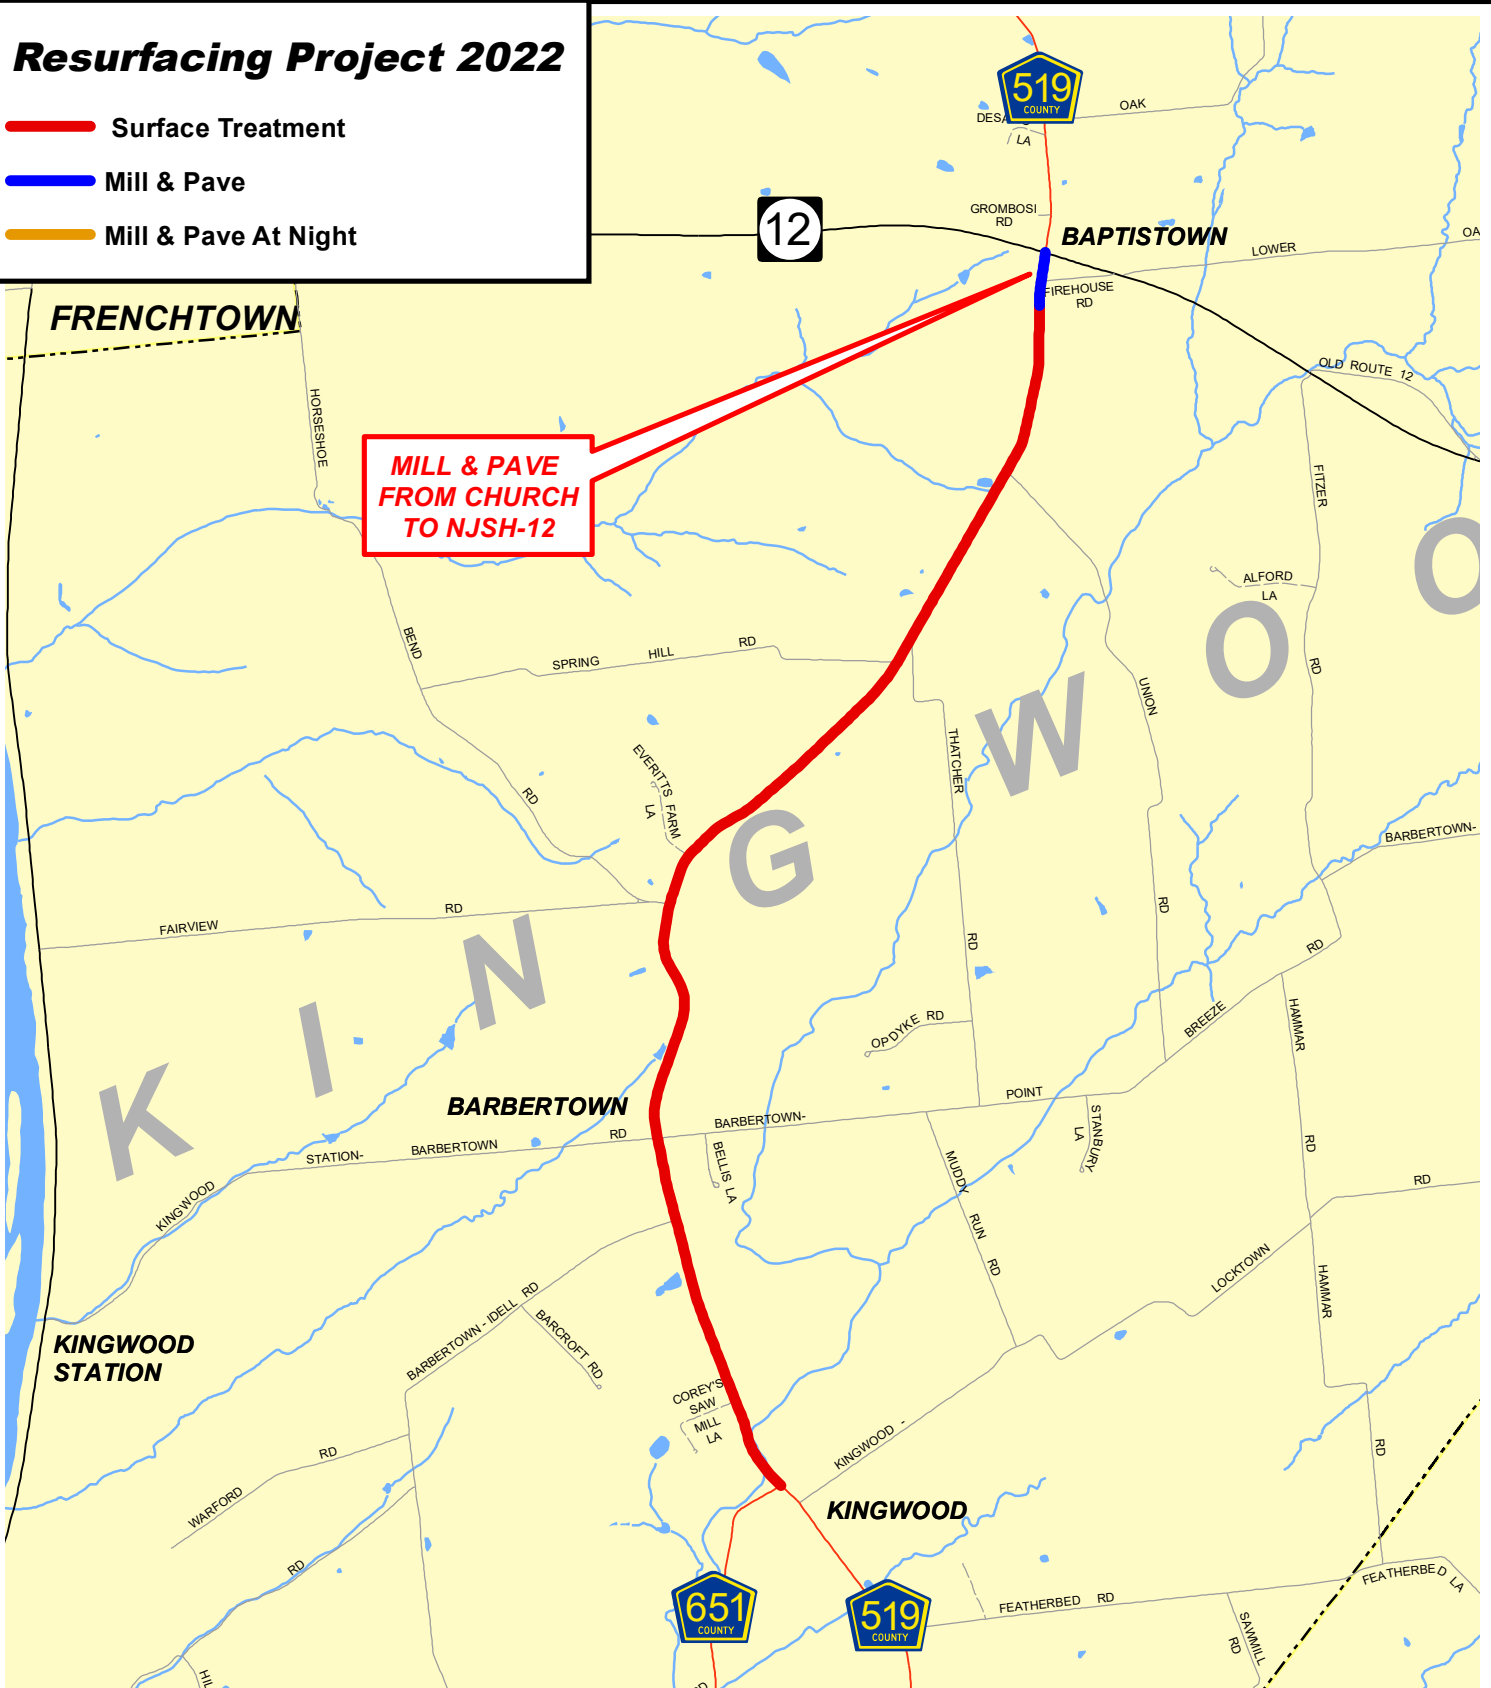 Resurfacing Project 2022
Surface Treatment
Mill & Pave
Mill & Pave At Night
519
COUNTY
OAK
LA
12
GROMBOSI
RD
BAPTISTOWN
LOWER
FIREHOUSE
RD
FRENCHTOWN
OLD ROUTE 12
HORSESHOE
MILL & PAVE
FROM CHURCH
TO NJSH-12
FITZER
ALFORD
LA
BEND
SPRING HILL RD
RD
UNION
THATCHER
EVERITTS FARM
LA
RD
BARBERTOWN-
KINGWOO
FAIRVIEW RD
RD
RD
RD
OPDYKE RD
BREEZE
HAMMAR
BARBERTOWN
POINT
BARBERTOWN-
STATION- BARBERTOWN RD
STANBURY
LA
BELLIS LA
MUDDY RUN RD
RD
RD
KINGWOOD
LOCKTOWN
HAMMAR
KINGWOOD
STATION
BARBERTOWN - IDELL RD
BARCROFT RD
COREY'S
SAW
MILL
LA
KINGWOOD -
RD
RD
WARFORD
KINGWOOD
RD
651
COUNTY
519
COUNTY
FEATHERBED RD
FEATHERBED LA
SAWMILL
RD